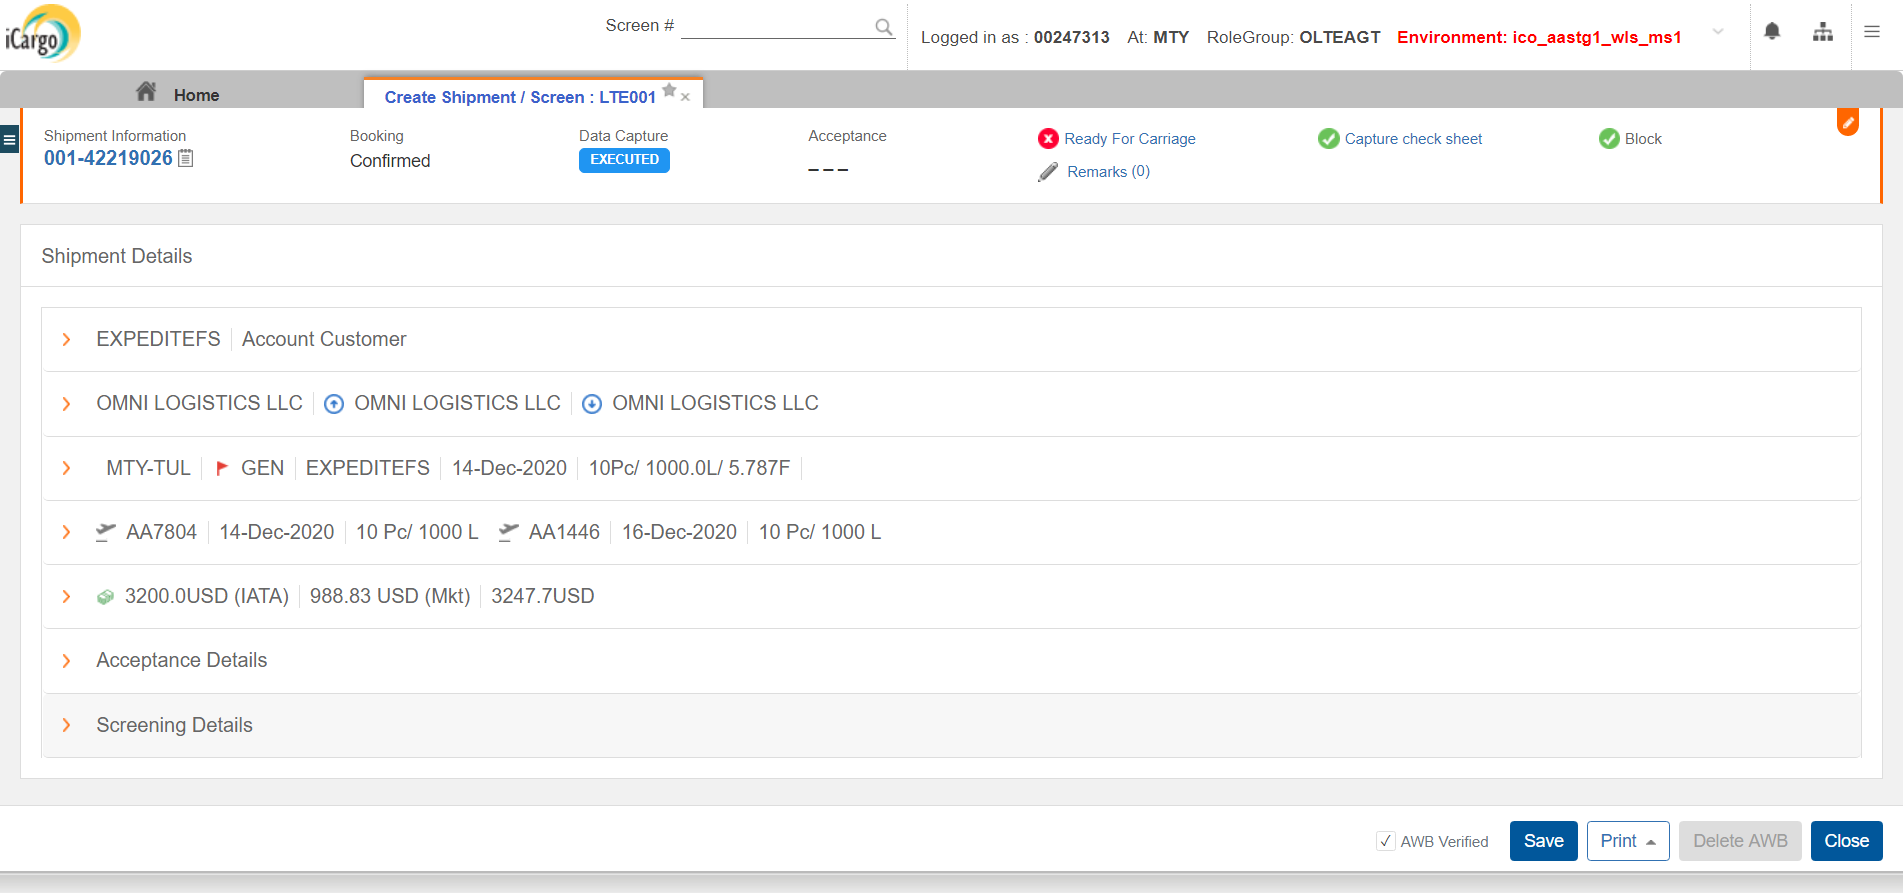 iCargo
Screen #
Logged in as : 00247313 At: MTY RoleGroup: OLTEAGT Environment: ico_aastg1_wls_ms1
Home
Create Shipment / Screen : LTE001
Shipment Information
001-42219026
Booking
Confirmed
Data Capture
EXECUTED
Acceptance
---
Ready For Carriage
Remarks (0)
Capture check sheet
Block
Shipment Details
EXPEDITEFS Account Customer
OMNI LOGISTICS LLC OMNI LOGISTICS LLC OMNI LOGISTICS LLC
MTY-TUL GEN EXPEDITEFS 14-Dec-2020 10Pc/ 1000.0L/ 5.787F
AA7804 14-Dec-2020 10 Pc/ 1000 L AA1446 16-Dec-2020 10 Pc/ 1000 L
3200.0USD (IATA) 988.83 USD (Mkt) 3247.7USD
Acceptance Details
Screening Details
AWB Verified Save Print Delete AWB Close